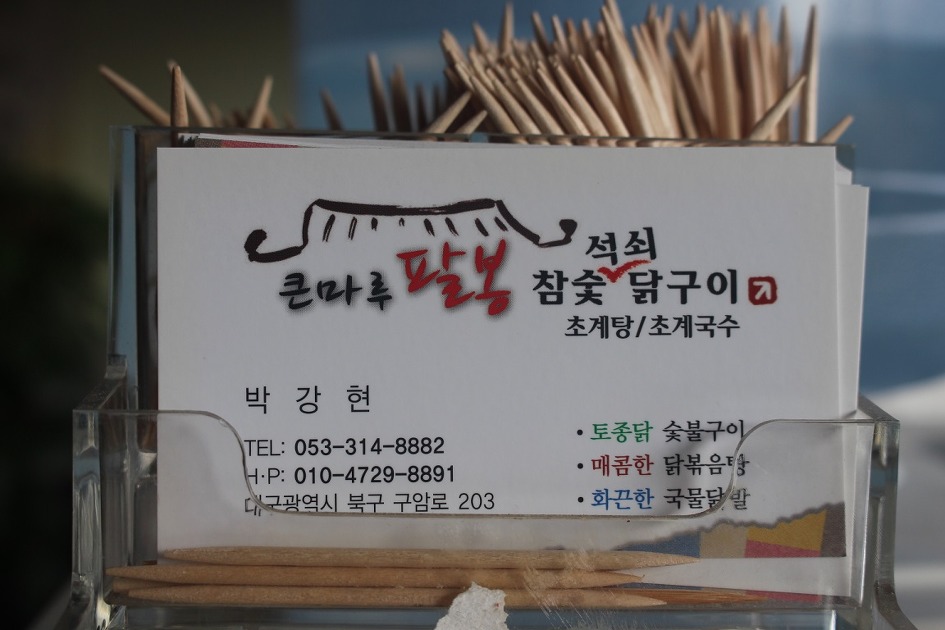 큰마루 팔봉
석쇠
참숯 닭구이
초계탕/초계국수
박 강 현
TEL: 053-314-8882
H·P: 010-4729-8891
대구광역시 북구 구암로 203
• 토종닭 숯불구이
• 매콤한 닭볶음탕
• 화끈한 국물닭발